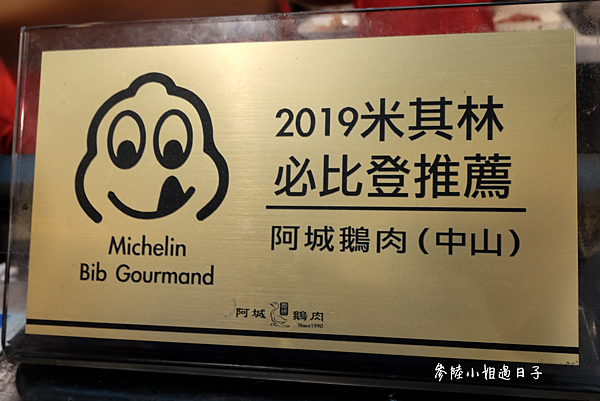 2019米其林
必比登推薦
阿城鵝肉(中山)
Michelin
Bib Gourmand
阿城 鵝肉
Since1990
參陸小姐過日子